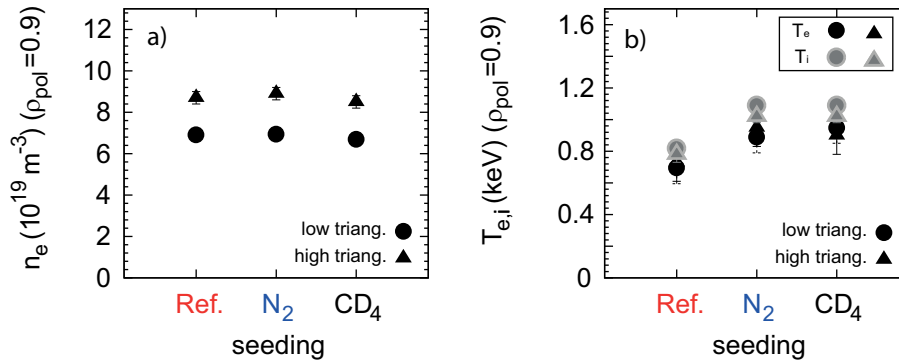 a)
n_e (10^19 m^-3) (ρ_pol=0.9)
12
10
8
6
4
2
0
low triang.
high triang.
Ref. N_2 CD_4
seeding
b)
T_e,i (keV) (ρ_pol=0.9)
1.6
1.2
0.8
0.4
0
T_e
T_i
low triang.
high triang.
Ref. N_2 CD_4
seeding